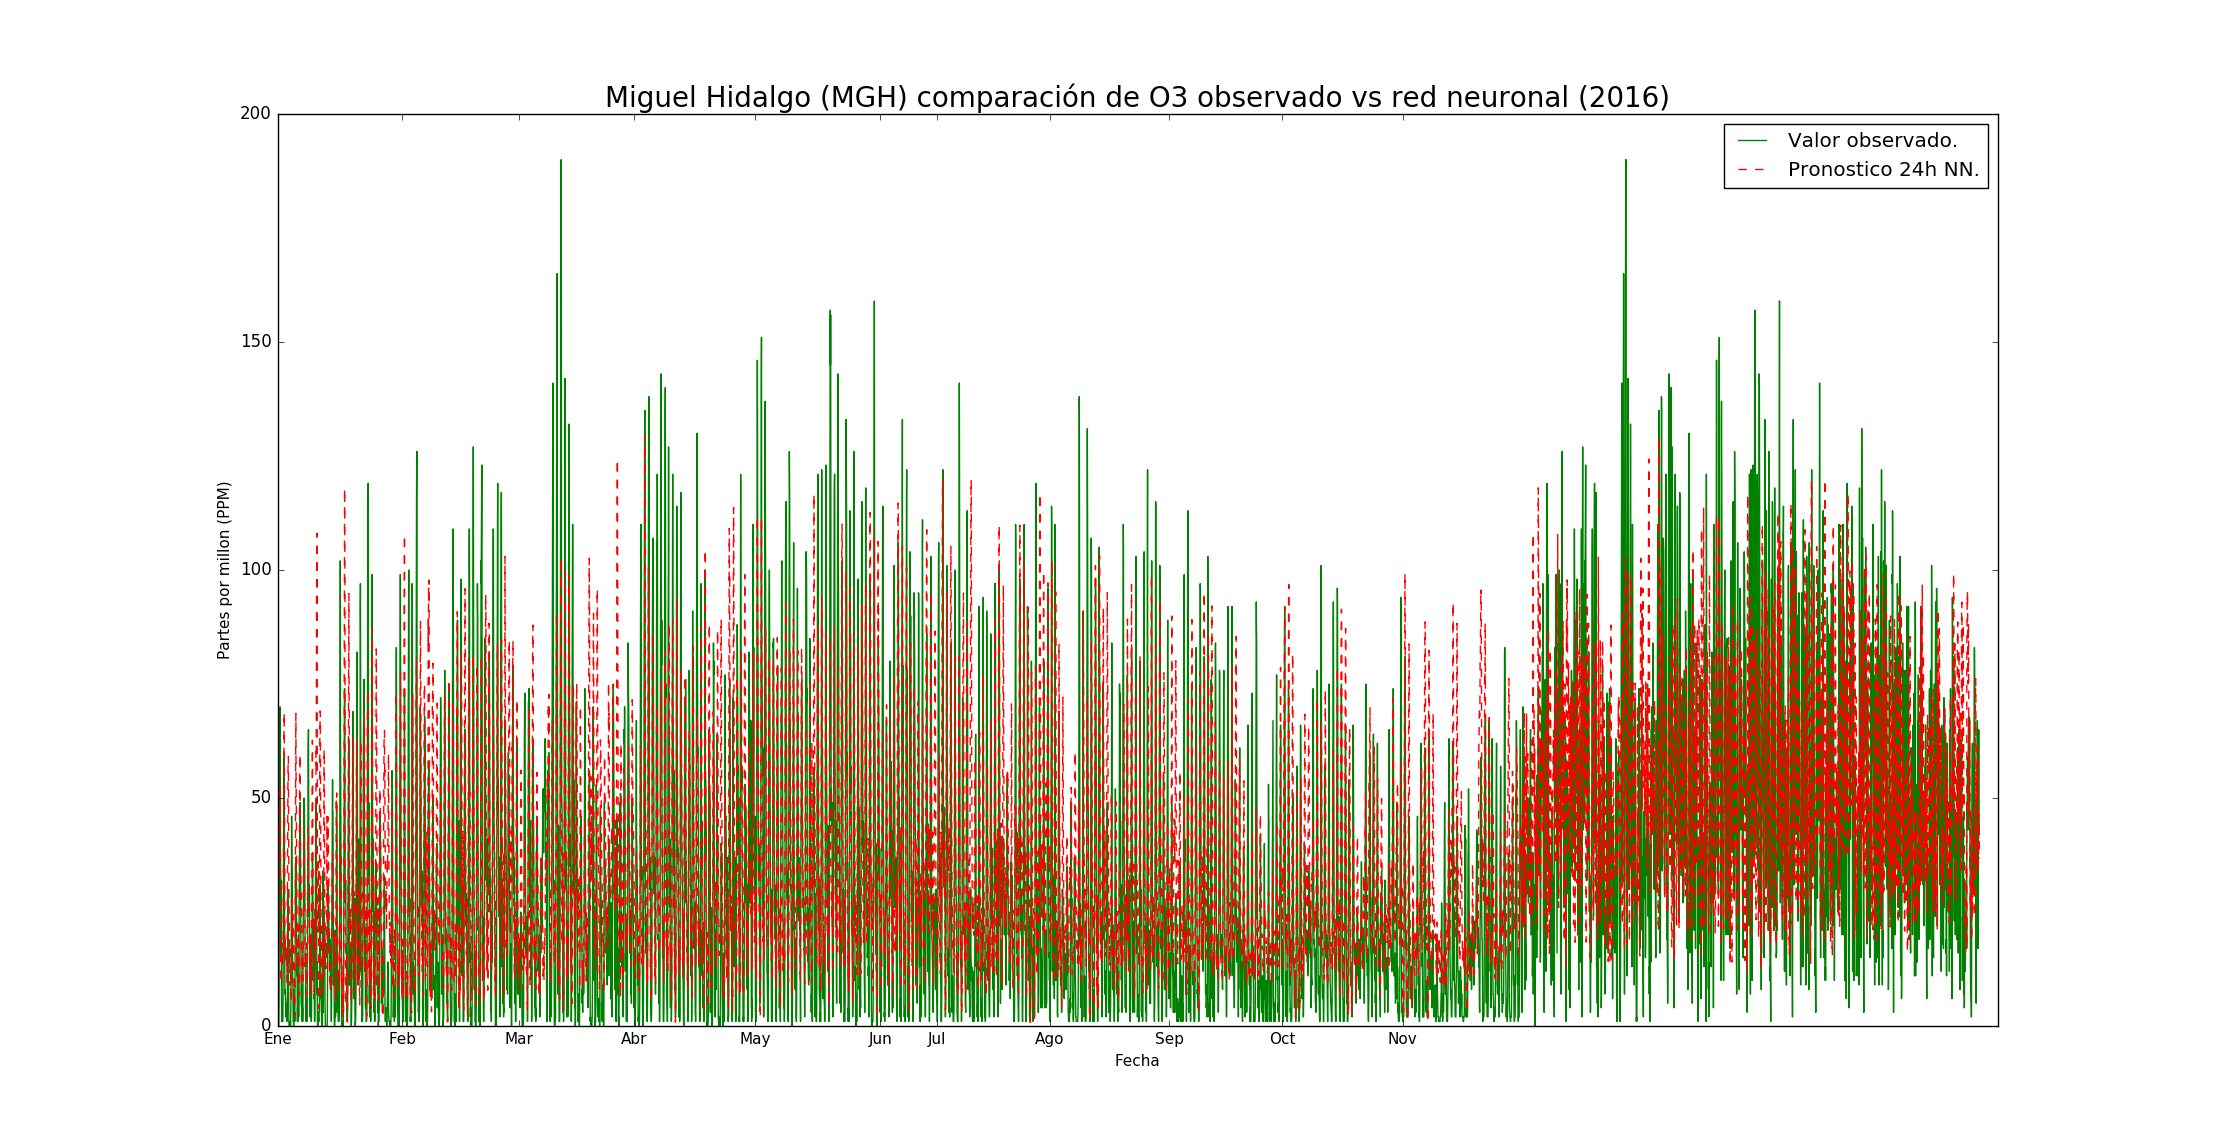 Miguel Hidalgo (MGH) comparación de O3 observado vs red neuronal (2016)
200
Valor observado.
Pronostico 24h NN.
150
100
Partes por millon (PPM)
50
0
Ene Feb Mar Abr May Jun Jul Ago Sep Oct Nov
Fecha